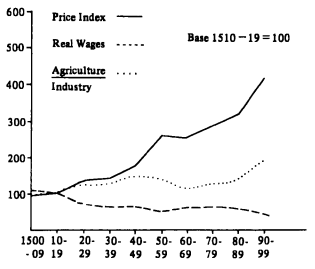 600
Price Index
Real Wages
Base 1510-19=100
500
Agriculture
Industry
400
300
200
100
1500 10- 20- 30- 40- 50- 60- 70- 80- 90-
-09 19 29 39 49 59 69 79 89 99